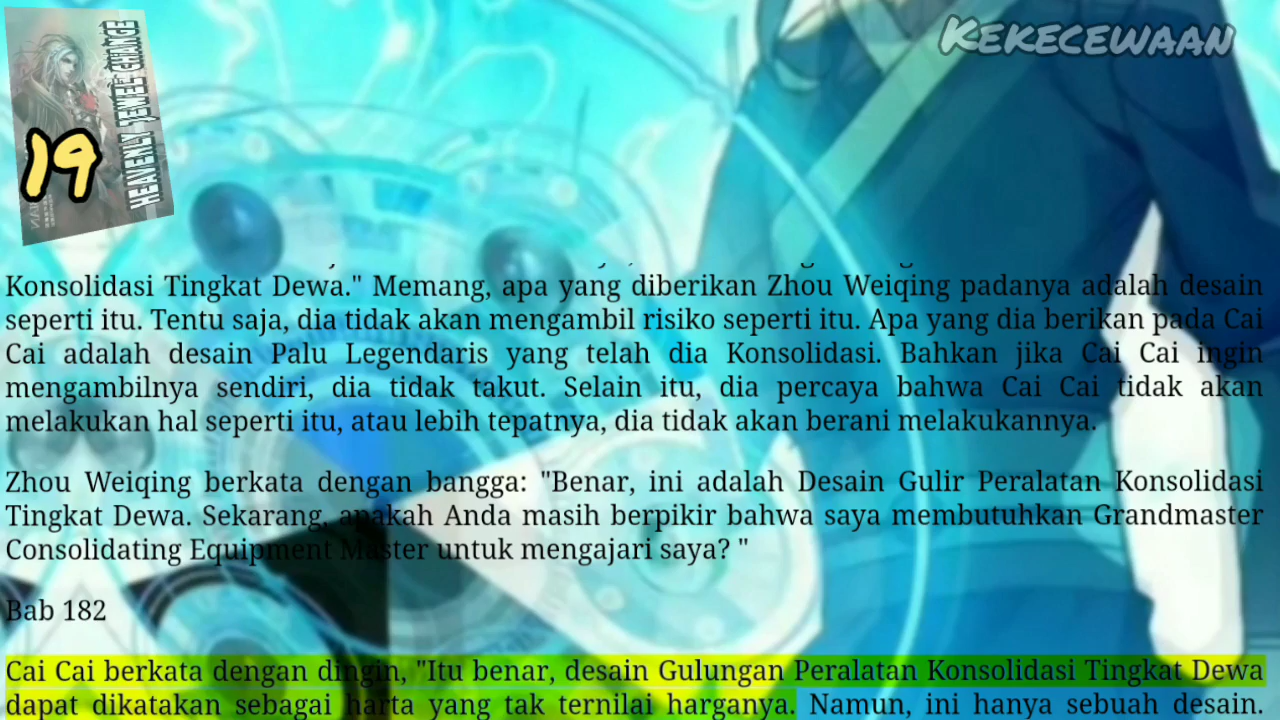 Kekecewaan
HEAVENLY JEWEL CHANGE
19
Konsolidasi Tingkat Dewa." Memang, apa yang diberikan Zhou Weiqing padanya adalah desain
seperti itu. Tentu saja, dia tidak akan mengambil risiko seperti itu. Apa yang dia berikan pada Cai
Cai adalah desain Palu Legendaris yang telah dia Konsolidasi. Bahkan jika Cai Cai ingin
mengambilnya sendiri, dia tidak takut. Selain itu, dia percaya bahwa Cai Cai tidak akan
melakukan hal seperti itu, atau lebih tepatnya, dia tidak akan berani melakukannya.
Zhou Weiqing berkata dengan bangga: "Benar, ini adalah Desain Gulir Peralatan Konsolidasi
Tingkat Dewa. Sekarang, apakah Anda masih berpikir bahwa saya membutuhkan Grandmaster
Consolidating Equipment Master untuk mengajari saya? "
Bab 182
Cai Cai berkata dengan dingin, "Itu benar, desain Gulungan Peralatan Konsolidasi Tingkat Dewa
dapat dikatakan sebagai harta yang tak ternilai harganya. Namun, ini hanya sebuah desain.